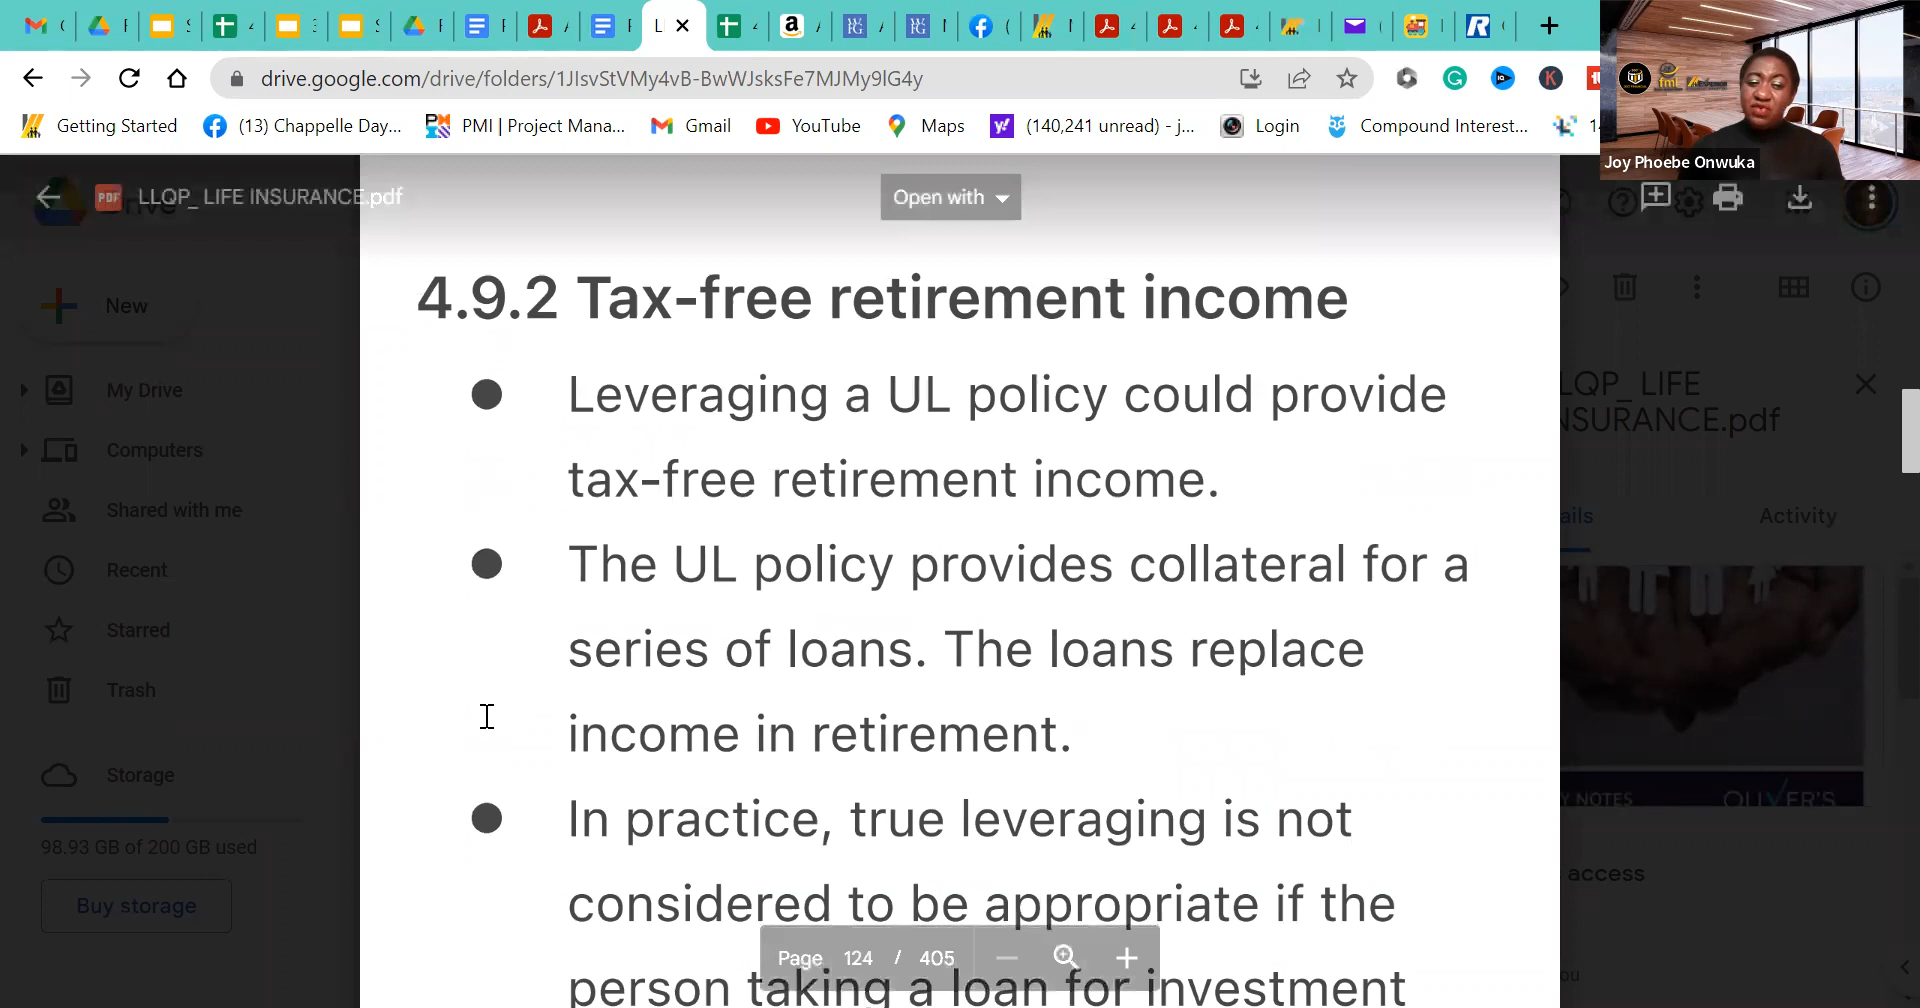 drive.google.com/drive/folders/1JIsvStVMy4vB-BwWJsksFe7MJMy9lG4y
Getting Started (13) Chappelle Day... PMI | Project Mana... Gmail YouTube Maps (140,241 unread) - j... Login Compound Interest...
Joy Phoebe Onwuka
LLQP_ LIFE INSURANCE.pdf
Open with
4.9.2 Tax-free retirement income
● Leveraging a UL policy could provide
tax-free retirement income.
● The UL policy provides collateral for a
series of loans. The loans replace
income in retirement.
● In practice, true leveraging is not
considered to be appropriate if the
person taking a loan for investment
Page 124 / 405
New
My Drive
Computers
Shared with me
Recent
Starred
Trash
Storage
98.93 GB of 200 GB used
Buy storage
LQP_ LIFE
NSURANCE.pdf
ails Activity
Y NOTES OLIVER'S
access